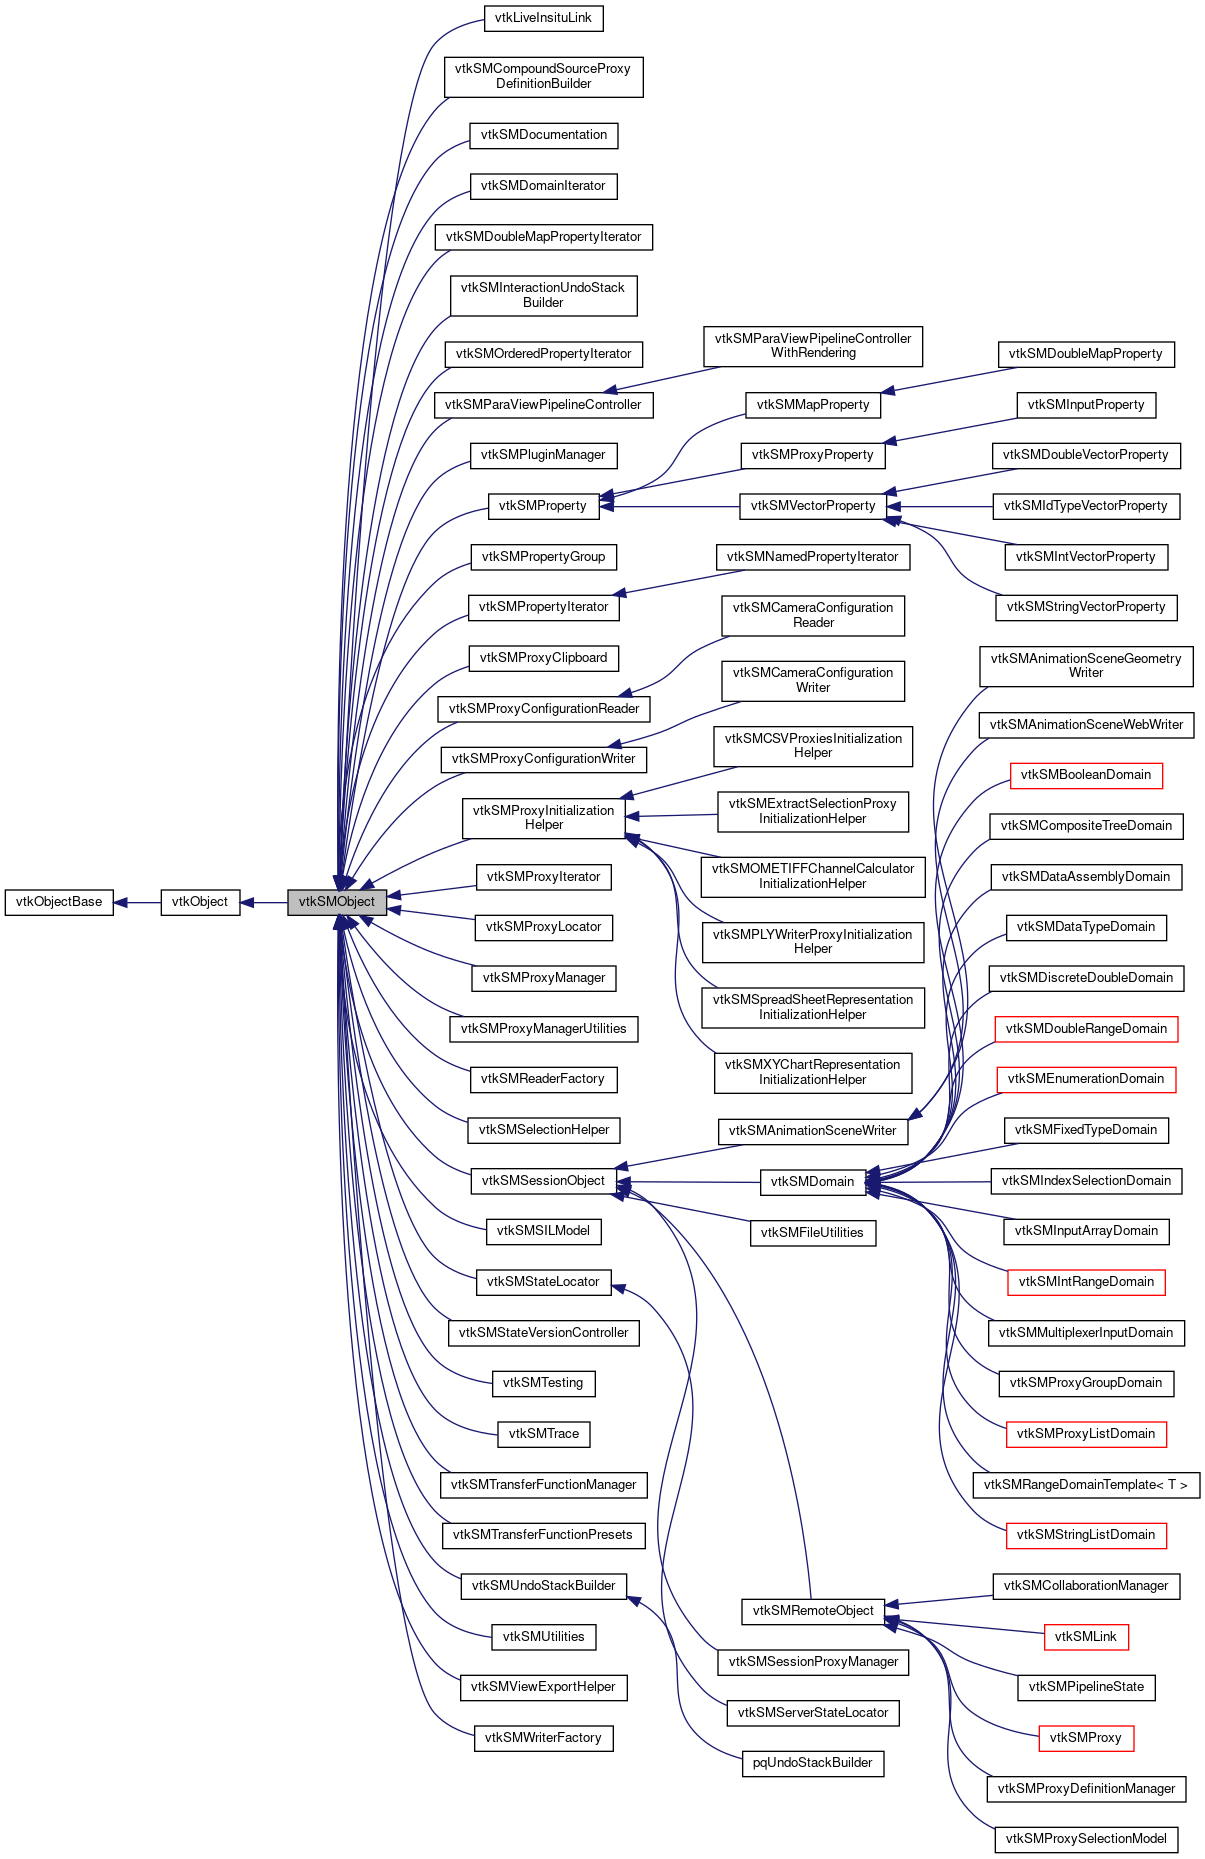 vtkObjectBase
vtkObject
vtkSMObject
vtkLiveInsituLink
vtkSMCompoundSourceProxy
DefinitionBuilder
vtkSMDocumentation
vtkSMDomainIterator
vtkSMDoubleMapPropertyIterator
vtkSMInteractionUndoStack
Builder
vtkSMOrderedPropertyIterator
vtkSMParaViewPipelineController
vtkSMPluginManager
vtkSMProperty
vtkSMPropertyGroup
vtkSMPropertyIterator
vtkSMProxyClipboard
vtkSMProxyConfigurationReader
vtkSMProxyConfigurationWriter
vtkSMProxyInitialization
Helper
vtkSMProxyIterator
vtkSMProxyLocator
vtkSMProxyManager
vtkSMProxyManagerUtilities
vtkSMReaderFactory
vtkSMSelectionHelper
vtkSMSessionObject
vtkSMSILModel
vtkSMStateLocator
vtkSMStateVersionController
vtkSMTesting
vtkSMTrace
vtkSMTransferFunctionManager
vtkSMTransferFunctionPresets
vtkSMUndoStackBuilder
vtkSMUtilities
vtkSMViewExportHelper
vtkSMWriterFactory
vtkSMParaViewPipelineController
WithRendering
vtkSMMapProperty
vtkSMProxyProperty
vtkSMVectorProperty
vtkSMNamedPropertyIterator
vtkSMCameraConfiguration
Reader
vtkSMCameraConfiguration
Writer
vtkSMCSVProxiesInitialization
Helper
vtkSMExtractSelectionProxy
InitializationHelper
vtkSMOMETIFFChannelCalculator
InitializationHelper
vtkSMPLYWriterProxyInitialization
Helper
vtkSMSpreadSheetRepresentation
InitializationHelper
vtkSMXYChartRepresentation
InitializationHelper
vtkSMAnimationSceneWriter
vtkSMDomain
vtkSMFileUtilities
vtkSMRemoteObject
vtkSMSessionProxyManager
vtkSMServerStateLocator
pqUndoStackBuilder
vtkSMDoubleMapProperty
vtkSMInputProperty
vtkSMDoubleVectorProperty
vtkSMIdTypeVectorProperty
vtkSMIntVectorProperty
vtkSMStringVectorProperty
vtkSMAnimationSceneGeometry
Writer
vtkSMAnimationSceneWebWriter
vtkSMBooleanDomain
vtkSMCompositeTreeDomain
vtkSMDataAssemblyDomain
vtkSMDataTypeDomain
vtkSMDiscreteDoubleDomain
vtkSMDoubleRangeDomain
vtkSMEnumerationDomain
vtkSMFixedTypeDomain
vtkSMIndexSelectionDomain
vtkSMInputArrayDomain
vtkSMIntRangeDomain
vtkSMMultiplexerInputDomain
vtkSMProxyGroupDomain
vtkSMProxyListDomain
vtkSMRangeDomainTemplate< T >
vtkSMStringListDomain
vtkSMCollaborationManager
vtkSMLink
vtkSMPipelineState
vtkSMProxy
vtkSMProxyDefinitionManager
vtkSMProxySelectionModel